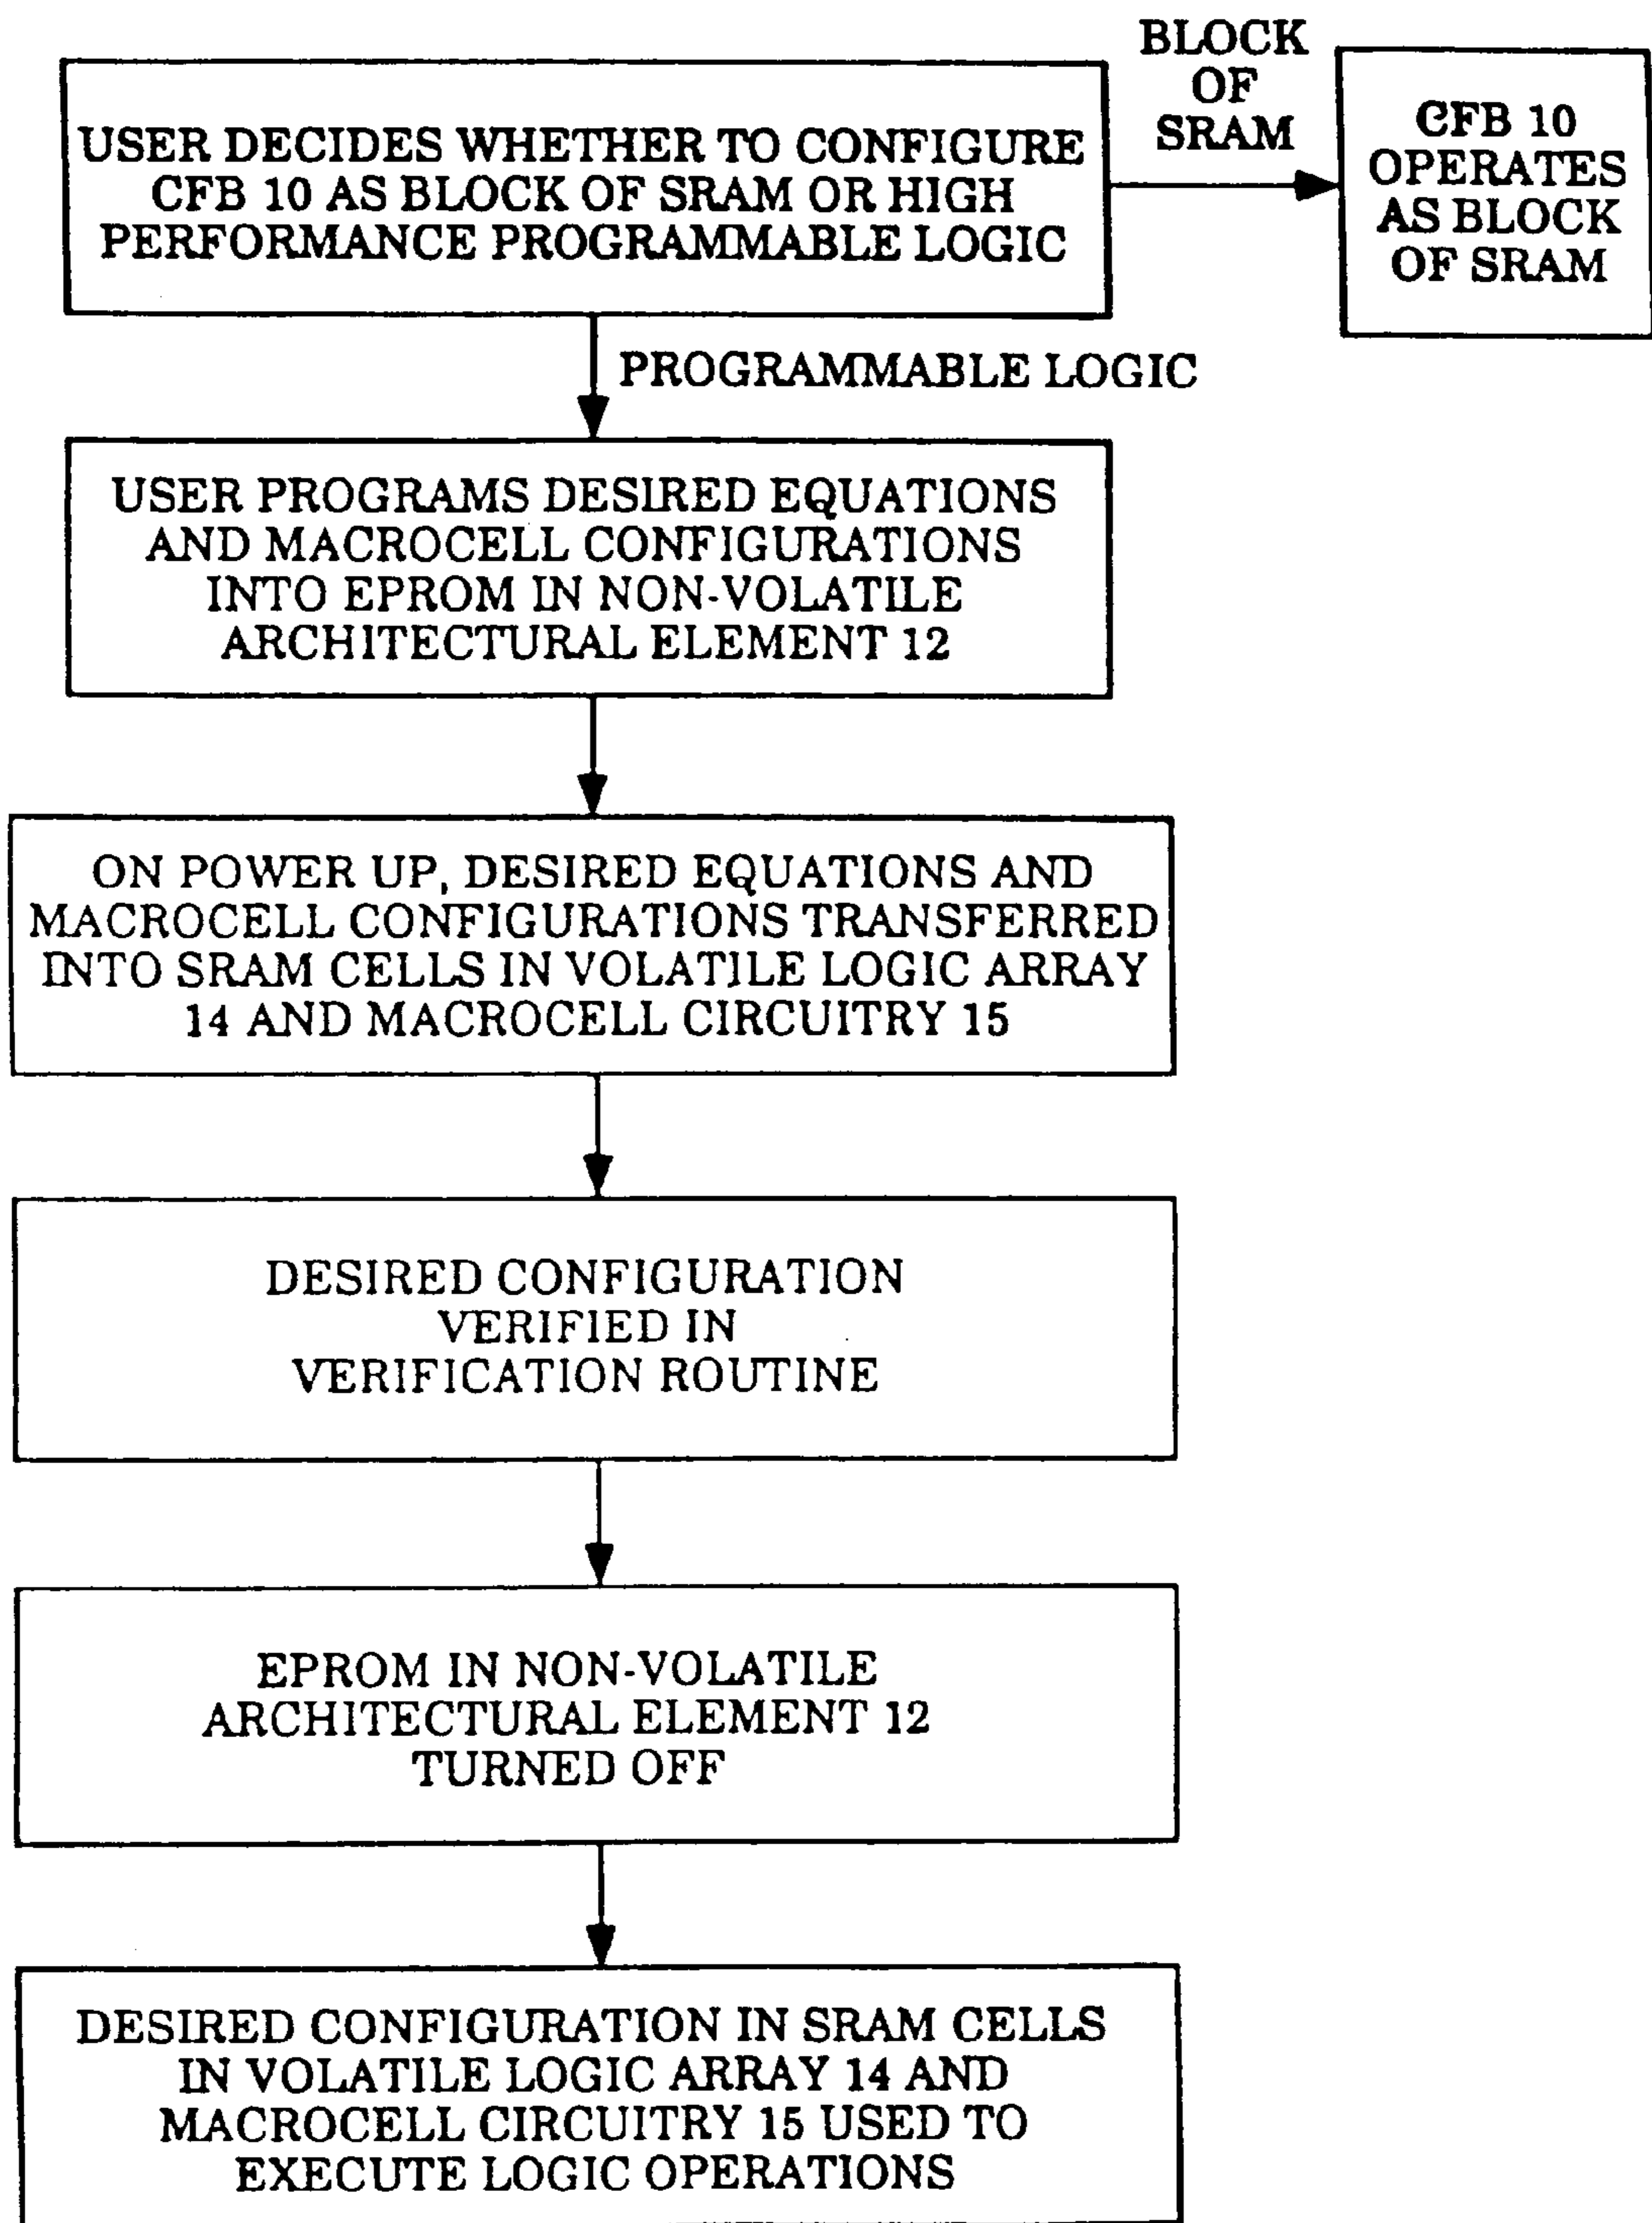 USER DECIDES WHETHER TO CONFIGURE
CFB 10 AS BLOCK OF SRAM OR HIGH
PERFORMANCE PROGRAMMABLE LOGIC
BLOCK
OF
SRAM
CFB 10
OPERATES
AS BLOCK
OF SRAM
PROGRAMMABLE LOGIC
USER PROGRAMS DESIRED EQUATIONS
AND MACROCELL CONFIGURATIONS
INTO EPROM IN NON-VOLATILE
ARCHITECTURAL ELEMENT 12
ON POWER UP, DESIRED EQUATIONS AND
MACROCELL CONFIGURATIONS TRANSFERRED
INTO SRAM CELLS IN VOLATILE LOGIC ARRAY
14 AND MACROCELL CIRCUITRY 15
DESIRED CONFIGURATION
VERIFIED IN
VERIFICATION ROUTINE
EPROM IN NON-VOLATILE
ARCHITECTURAL ELEMENT 12
TURNED OFF
DESIRED CONFIGURATION IN SRAM CELLS
IN VOLATILE LOGIC ARRAY 14 AND
MACROCELL CIRCUITRY 15 USED TO
EXECUTE LOGIC OPERATIONS